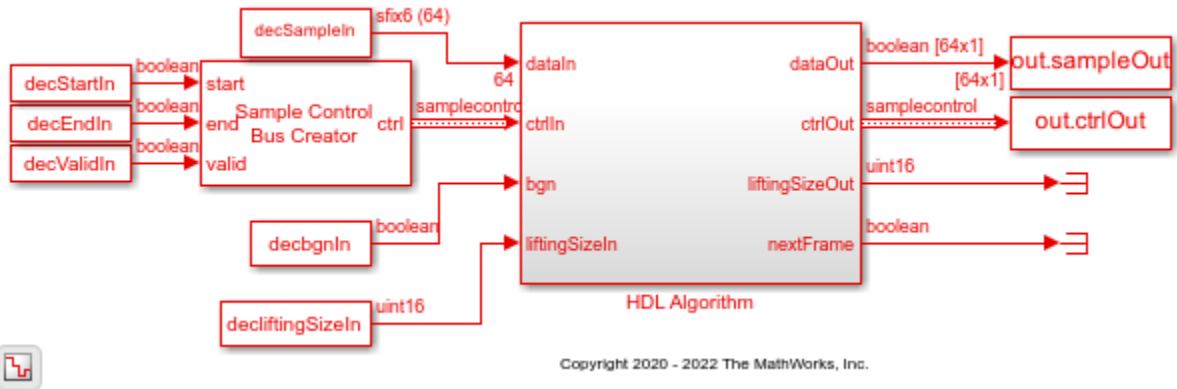 decSampleIn
sfix6 (64)
decStartIn
boolean
decEndIn
boolean
decValidIn
boolean
start
end
valid
Sample Control
Bus Creator
ctrl
64
samplecontro
decbgnIn
boolean
decliftingSizeIn
uint16
dataIn
ctrlIn
bgn
liftingSizeIn
dataOut
ctrlOut
liftingSizeOut
nextFrame
HDL Algorithm
boolean [64x1]
[64x1]
out.sampleOut
samplecontrol
out.ctrlOut
uint16
boolean
Copyright 2020 - 2022 The MathWorks, Inc.